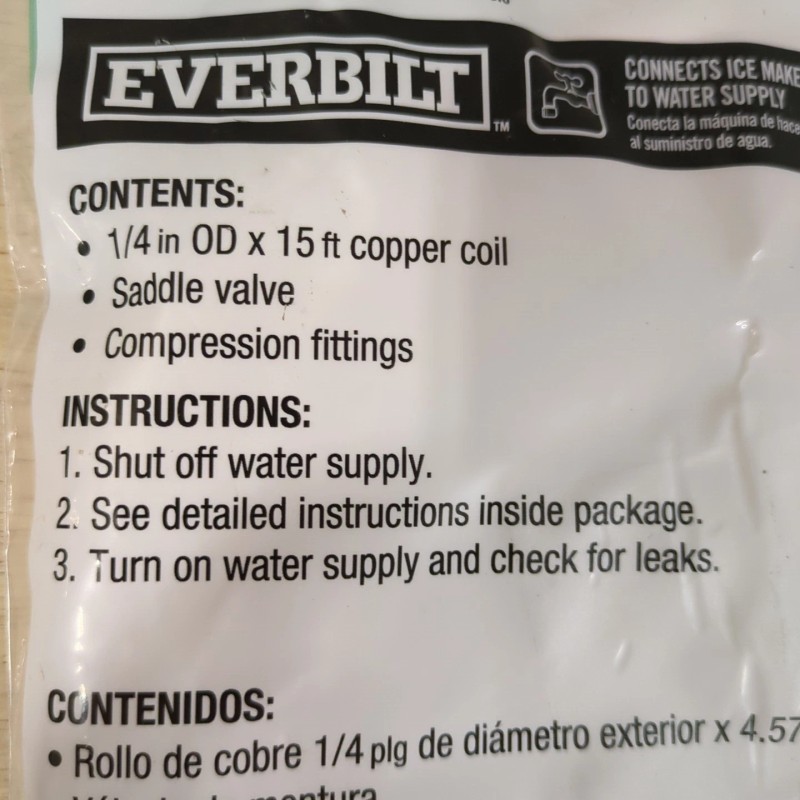 EVERBILT™
CONNECTS ICE MAKE
TO WATER SUPPLY
Conecta la máquina de hace
al suministro de agua.
CONTENTS:
• 1/4 in OD x 15 ft copper coil
• Saddle valve
• Compression fittings
INSTRUCTIONS:
1. Shut off water supply.
2. See detailed instructions inside package.
3. Turn on water supply and check for leaks.
CONTENIDOS:
• Rollo de cobre 1/4 plg de diámetro exterior x 4.57